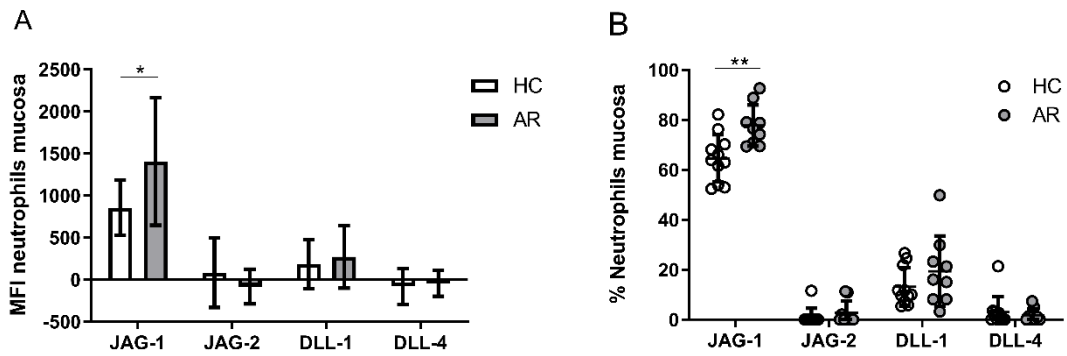 A
MFI neutrophils mucosa
2500
2000
1500
1000
500
0
-500
*
JAG-1 JAG-2 DLL-1 DLL-4
HC
AR
B
% Neutrophils mucosa
100
80
60
40
20
0
**
JAG-1 JAG-2 DLL-1 DLL-4
HC
AR